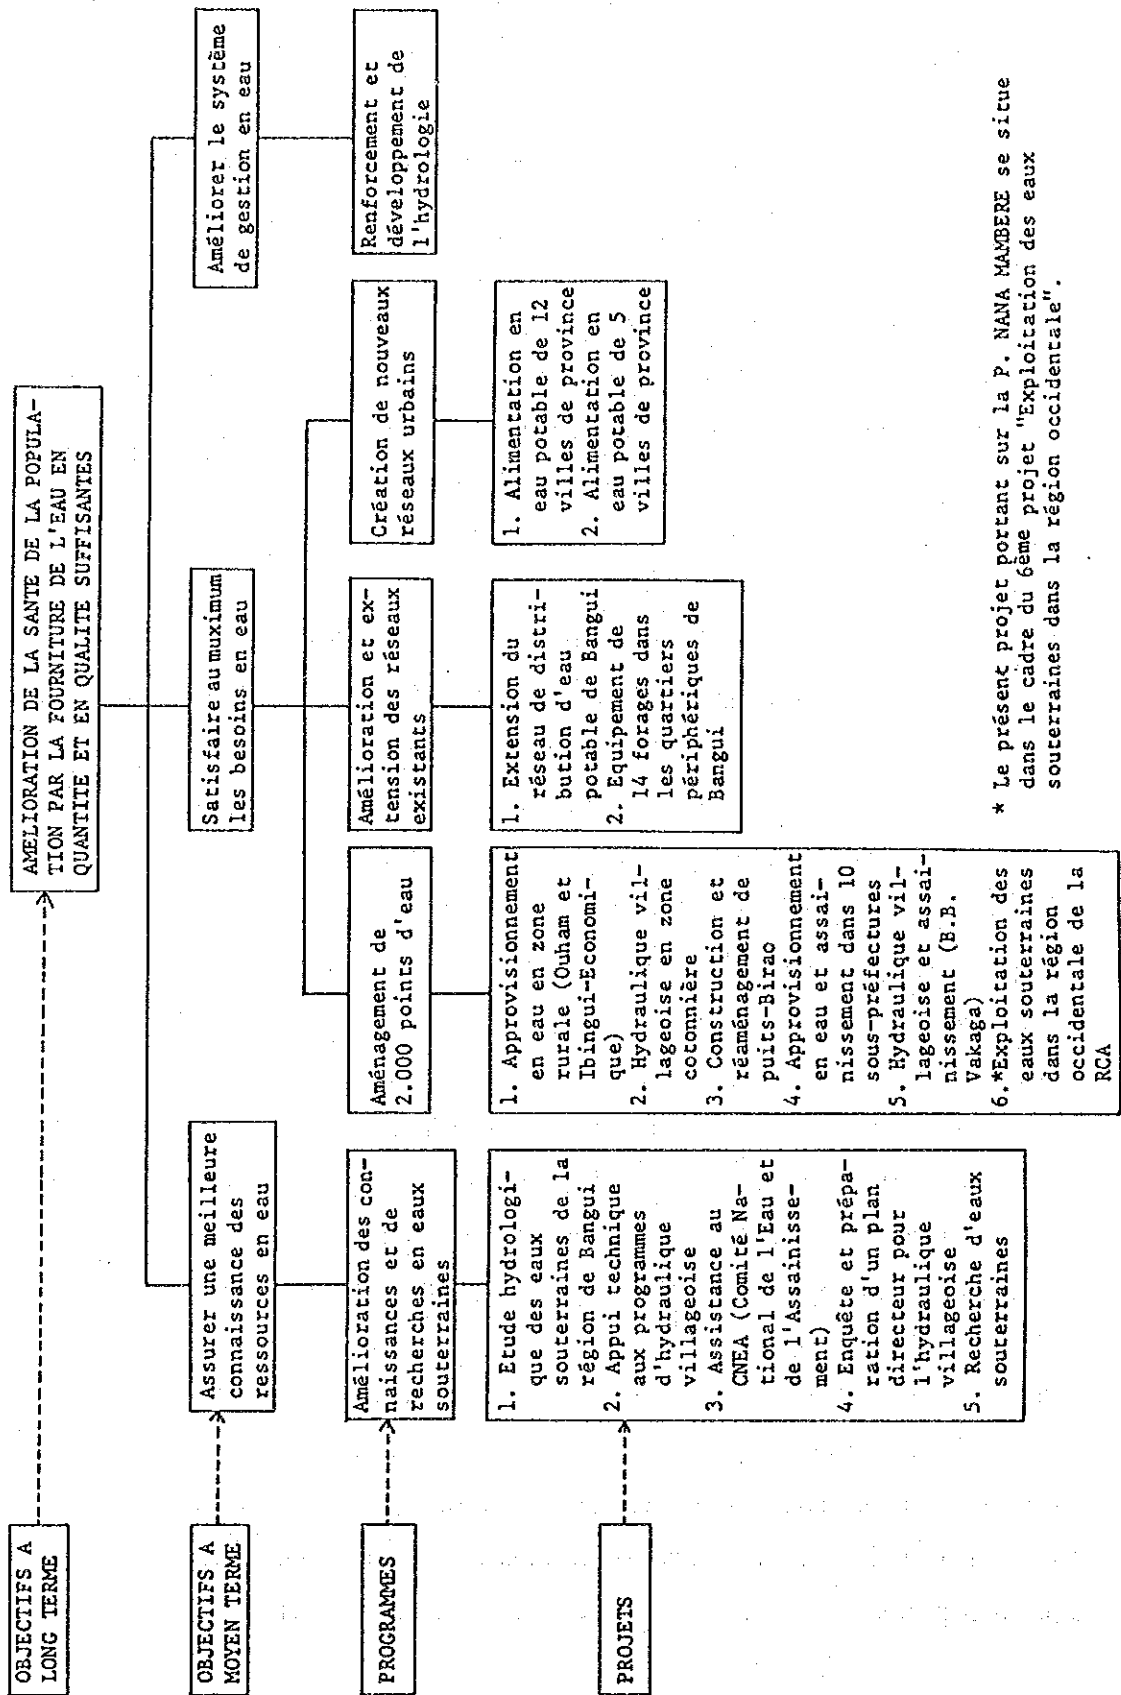 OBJECTIFS A
LONG TERME
AMELIORATION DE LA SANTE DE LA POPULA-
TION PAR LA FOURNITURE DE L'EAU EN
QUANTITE ET EN QUALITE SUFFISANTES
OBJECTIFS A
MOYEN TERME
Assurer une meilleure
connaissance des
ressources en eau
Satisfaire au muximum
les besoins en eau
Améliorer le système
de gestion en eau
PROGRAMMES
Amélioration des con-
naissances et de
recherches en eaux
souterraines
Aménagement de
2.000 points d'eau
Amélioration et ex-
tension des réseaux
existants
Création de nouveaux
réseaux urbains
Renforcement et
développement de
l'hydrologie
PROJETS
1. Etude hydrologi-
que des eaux
souterraines de la
région de Bangui
2. Appui technique
aux programmes
d'hydraulique
villageoise
3. Assistance au
CNEA (Comité Na-
tional de l'Eau et
de l'Assainisse-
ment)
4. Enquête et prépa-
ration d'un plan
directeur pour
l'hydraulique
villageoise
5. Recherche d'eaux
souterraines
1. Approvisionnement
en eau en zone
rurale (Ouham et
Ibingui-Economi-
que)
2. Hydraulique vil-
lageoise en zone
cotonnière
3. Construction et
réaménagement de
puits-Birao
4. Approvisionnement
en eau et assai-
nissement dans 10
sous-préfectures
5. Hydraulique vil-
lageoise et assai-
nissement (B.B.
Vakaga)
6.*Exploitation des
eaux souterraines
dans la région
occidentale de la
RCA
1. Extension du
réseau de distri-
bution d'eau
potable de Bangui
2. Equipement de
14 forages dans
les quartiers
périphériques de
Bangui
1. Alimentation en
eau potable de 12
villes de province
2. Alimentation en
eau potable de 5
villes de province
* Le présent projet portant sur la P. NANA MAMBERE se situe
dans le cadre du 6ème projet "Exploitation des eaux
souterraines dans la région occidentale".